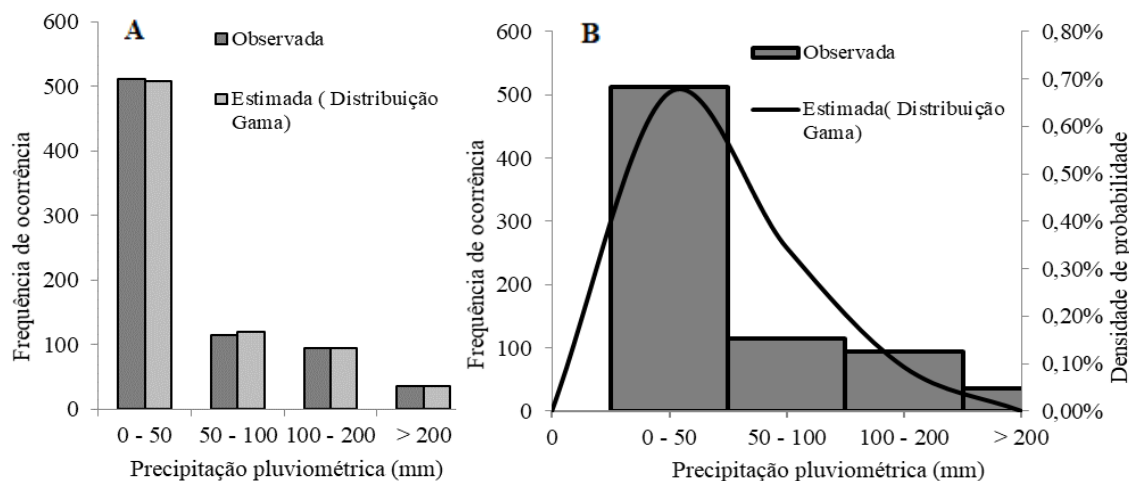 A
Observada
Estimada ( Distribuição
Gama)
Frequência de ocorrência
600
500
400
300
200
100
0
0 - 50
50 - 100
100 - 200
> 200
Precipitação pluviométrica (mm)
B
Observada
Estimada( Distribuição
Gama)
Frequência de ocorrência
600
500
400
300
200
100
0
0,80%
0,70%
0,60%
0,50%
0,40%
0,30%
0,20%
0,10%
0,00%
Densidade de probabilidade
0
0 - 50
50 - 100
100 - 200
> 200
Precipitação pluviométrica (mm)